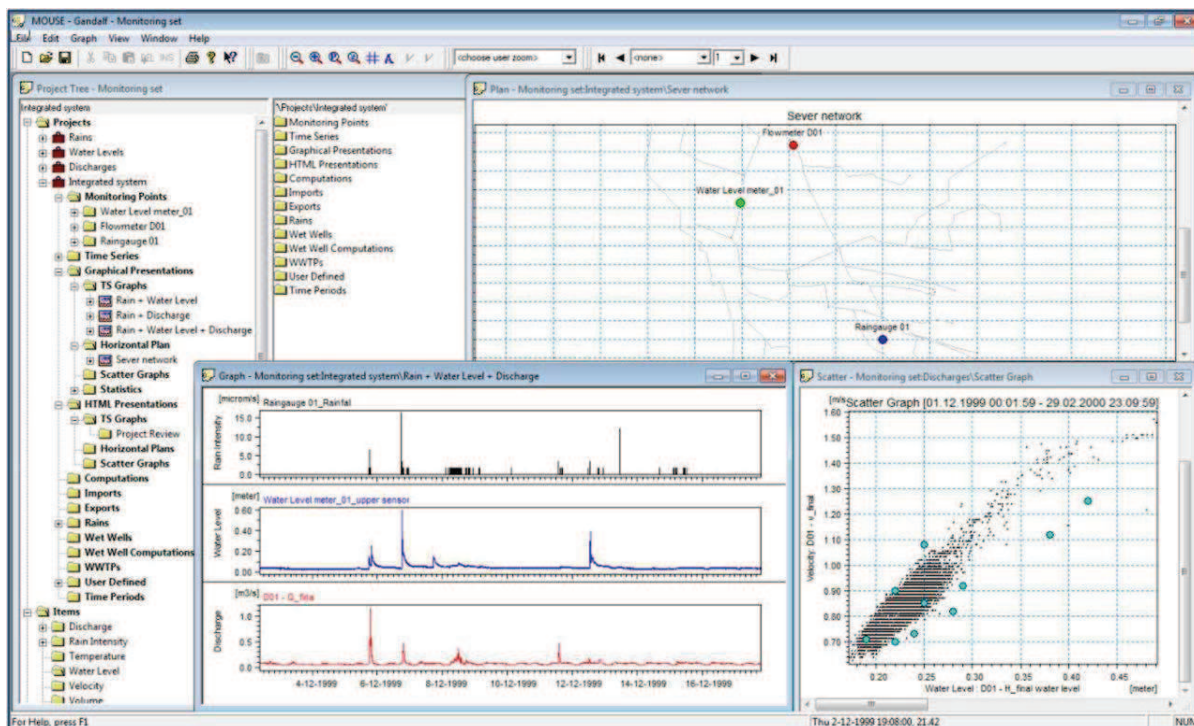 MOUSE - Gandalf - Monitoring set
File Edit Graph View Window Help
<choose user zoom> <none> 1
Project Tree - Monitoring set
Integrated system
Projects
Rains
Water Levels
Discharges
Integrated system
Monitoring Points
Water Level meter_01
Flowmeter D01
Raingauge 01
Time Series
Graphical Presentations
TS Graphs
Rain + Water Level
Rain + Discharge
Rain + Water Level + Discharge
Horizontal Plan
Sever network
Scatter Graphs
Statistics
HTML Presentations
TS Graphs
Project Review
Horizontal Plans
Scatter Graphs
Computations
Imports
Exports
Rains
Wet Wells
Wet Well Computations
WWTPs
User Defined
Time Periods
Items
Discharge
Rain Intensity
Temperature
Water Level
Velocity
Volume
\Projects\Integrated system\
Monitoring Points
Time Series
Graphical Presentations
HTML Presentations
Computations
Imports
Exports
Rains
Wet Wells
Wet Well Computations
WWTPs
User Defined
Time Periods
Plan - Monitoring set:Integrated system\Sever network
Sever network
Flowmeter D01
Water Level meter_01
Raingauge 01
Graph - Monitoring set:Integrated system\Rain + Water Level + Discharge
[microm/s] Raingauge 01_Rainfal
Rain Intensity
15.0
10.0
5.0
0.0
[meter] Water Level meter_01_upper sensor
Water Level
0.60
0.40
0.20
0.00
[m3/s] D01 - Q_fina
Discharge
1.0
0.5
0.0
4-12-1999 6-12-1999 8-12-1999 10-12-1999 12-12-1999 14-12-1999 16-12-1999
Scatter - Monitoring set:Discharges\Scatter Graph
[m/s] Scatter Graph [01.12.1999 00:01:59 - 29.02.2000 23:09:59]
Velocity: D01 - v_final
1.60
1.50
1.40
1.30
1.20
1.10
1.00
0.90
0.80
0.70
0.20 0.25 0.30 0.35 0.40 0.45
Water Level : D01 - H_final water level [meter]
For Help, press F1
Thu 2-12-1999 19:08:00, 21.42
NUM